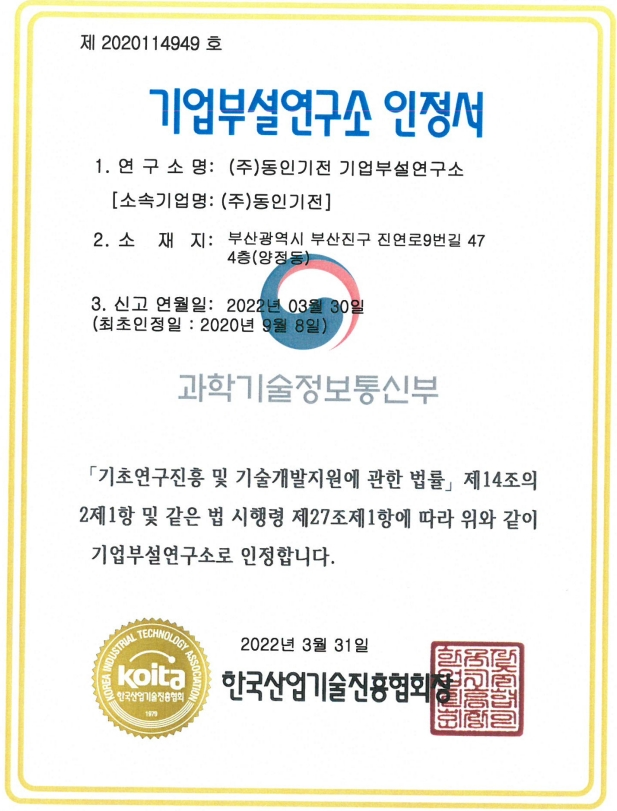 제 2020114949 호
기업부설연구소 인정서
1. 연 구 소 명: (주)동인기전 기업부설연구소
[소속기업명: (주)동인기전]
2. 소 재 지: 부산광역시 부산진구 진연로9번길 47
4층(양정동)
3. 신고 연월일: 2022년 03월 30일
(최초인정일 : 2020년 9월 8일)
과학기술정보통신부
「기초연구진흥 및 기술개발지원에 관한 법률」 제14조의
2제1항 및 같은 법 시행령 제27조제1항에 따라 위와 같이
기업부설연구소로 인정합니다.
2022년 3월 31일
한국산업기술진흥협회장
KOREA INDUSTRIAL TECHNOLOGY ASSOCIATION
koita
한국산업기술진흥협회
1979